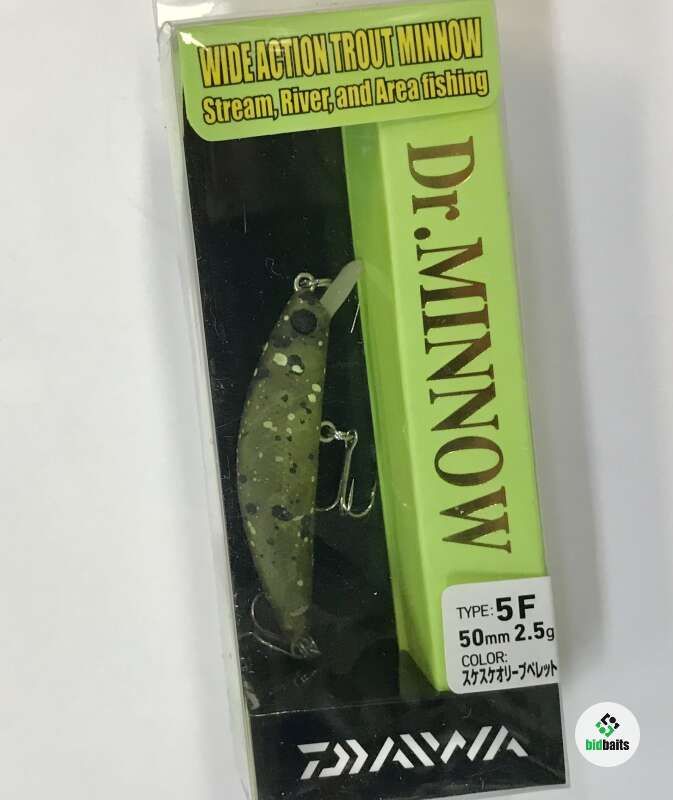 WIDE ACTION TROUT MINNOW
Stream, River, and Area fishing
Dr.MINNOW
TYPE: 5F
50mm 2.5g
COLOR:
スケスケオリーブペレット
DAIWA
bidbaits